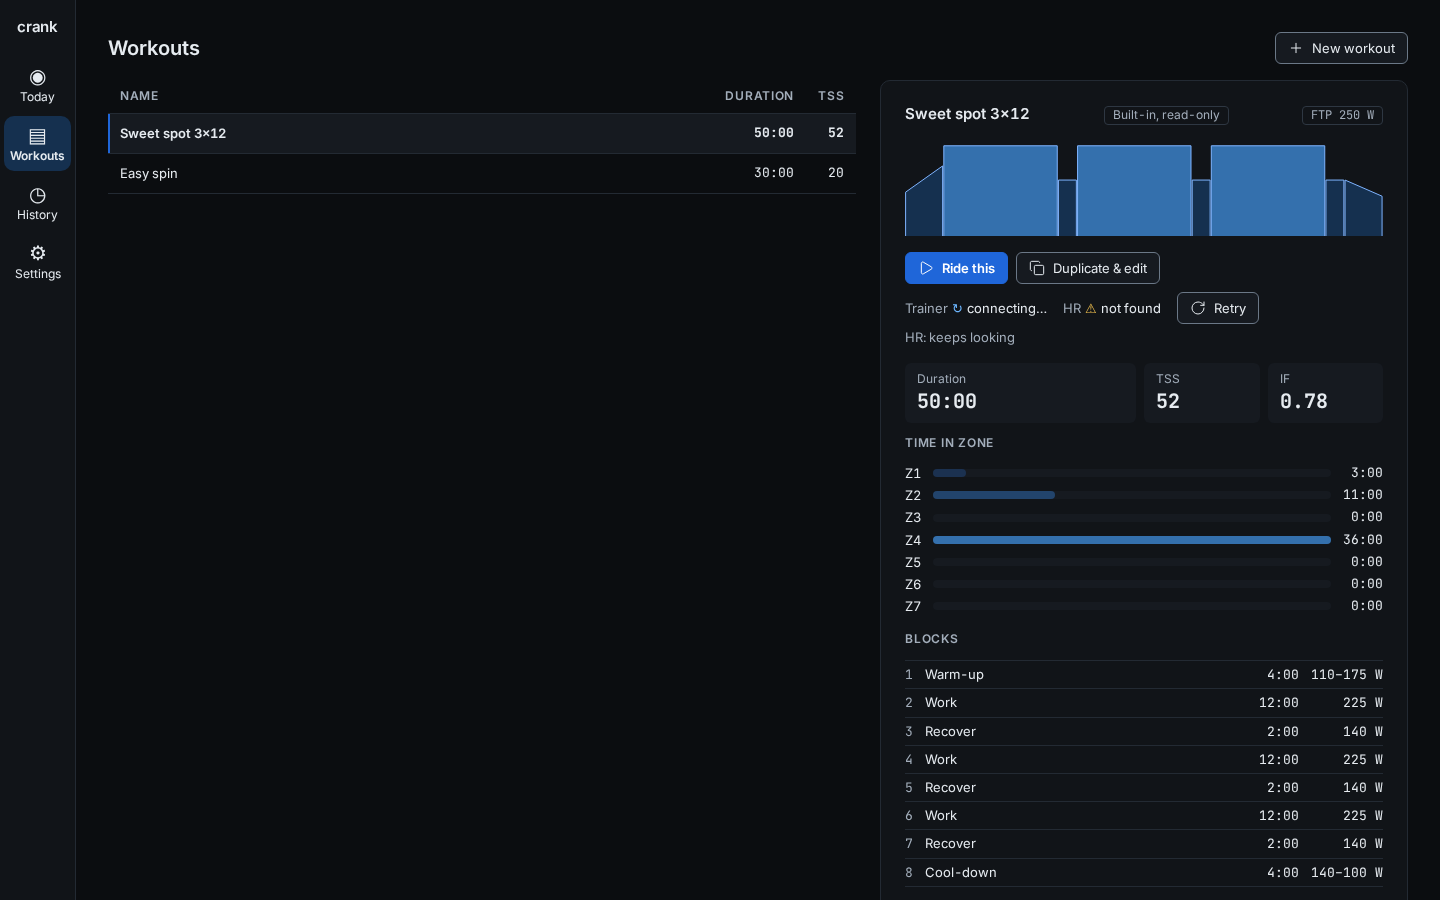 crank
Today
Workouts
History
Settings
Workouts
New workout
NAME DURATION TSS
Sweet spot 3×12 50:00 52
Easy spin 30:00 20
Sweet spot 3×12 Built-in, read-only FTP 250 W
Ride this Duplicate & edit
Trainer ↻ connecting... HR ⚠ not found Retry
HR: keeps looking
Duration TSS IF
50:00 52 0.78
TIME IN ZONE
Z1 3:00
Z2 11:00
Z3 0:00
Z4 36:00
Z5 0:00
Z6 0:00
Z7 0:00
BLOCKS
1 Warm-up 4:00 110–175 W
2 Work 12:00 225 W
3 Recover 2:00 140 W
4 Work 12:00 225 W
5 Recover 2:00 140 W
6 Work 12:00 225 W
7 Recover 2:00 140 W
8 Cool-down 4:00 140–100 W